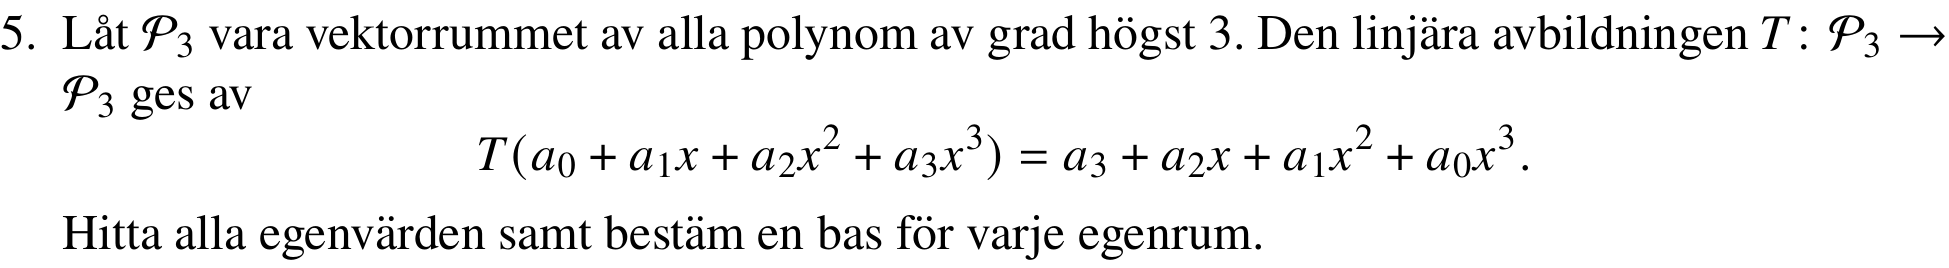 5. Låt 𝒫₃ vara vektorrummet av alla polynom av grad högst 3. Den linjära avbildningen T: 𝒫₃ →
𝒫₃ ges av
T(a₀ + a₁x + a₂x² + a₃x³) = a₃ + a₂x + a₁x² + a₀x³.
Hitta alla egenvärden samt bestäm en bas för varje egenrum.